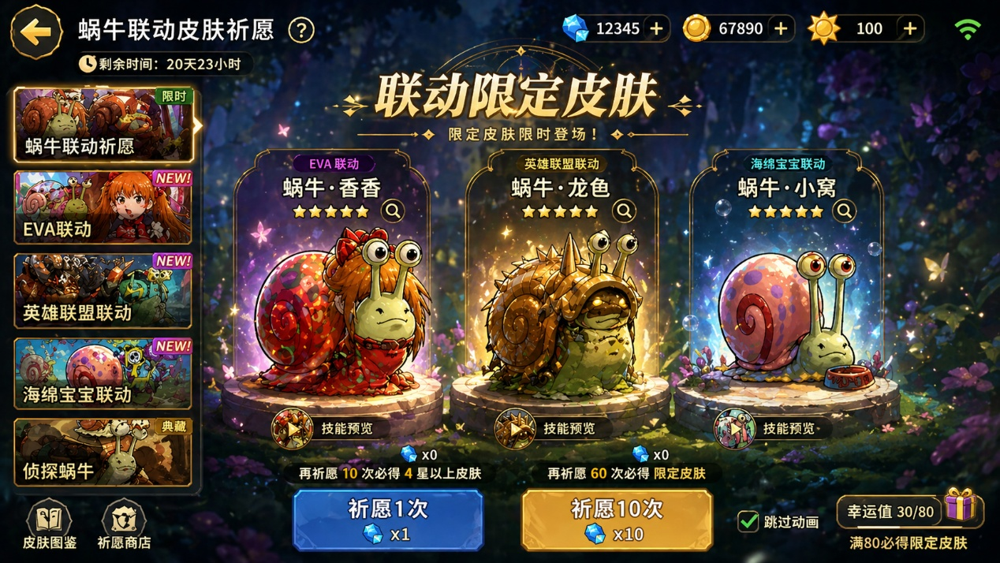 蜗牛联动皮肤祈愿
?
12345
+
67890
+
100
+
剩余时间：20天23小时
限时
蜗牛联动祈愿
NEW!
EVA联动
NEW!
英雄联盟联动
NEW!
海绵宝宝联动
典藏
侦探蜗牛
皮肤图鉴
祈愿商店
联动限定皮肤
限定皮肤限时登场！
EVA 联动
蜗牛·香香
英雄联盟联动
蜗牛·龙鱼
海绵宝宝联动
蜗牛·小窝
技能预览
技能预览
技能预览
x0
再祈愿 10 次必得 4 星以上皮肤
祈愿1次
x1
x0
再祈愿 60 次必得 限定皮肤
祈愿10次
x10
跳过动画
幸运值 30/80
满80必得限定皮肤